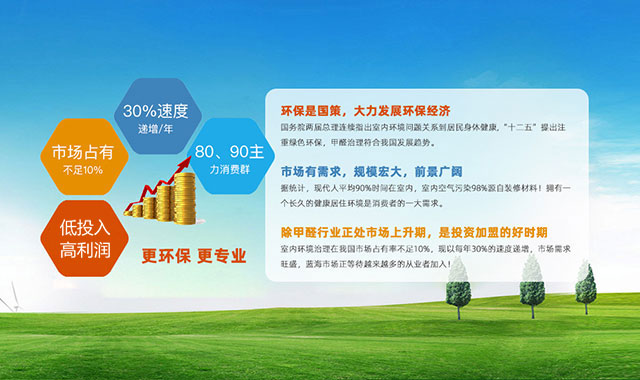 30%速度
递增/年
市场占有
不足10%
80、90主
力消费群
低投入
高利润
更环保 更专业
环保是国策，大力发展环保经济
国务院两届总理连续指出室内环境问题关系到居民身体健康，“十二五”提出注
重绿色环保，甲醛治理符合我国发展趋势。
市场有需求，规模宏大，前景广阔
据统计，现代人平均90%时间在室内，室内空气污染98%源自装修材料！拥有一
个长久的健康居住环境是消费者的一大需求。
除甲醛行业正处市场上升期，是投资加盟的好时期
室内环境治理在我国市场占有率不足10%，现以每年30%的速度递增，市场需求
旺盛，蓝海市场正等待越来越多的从业者加入！